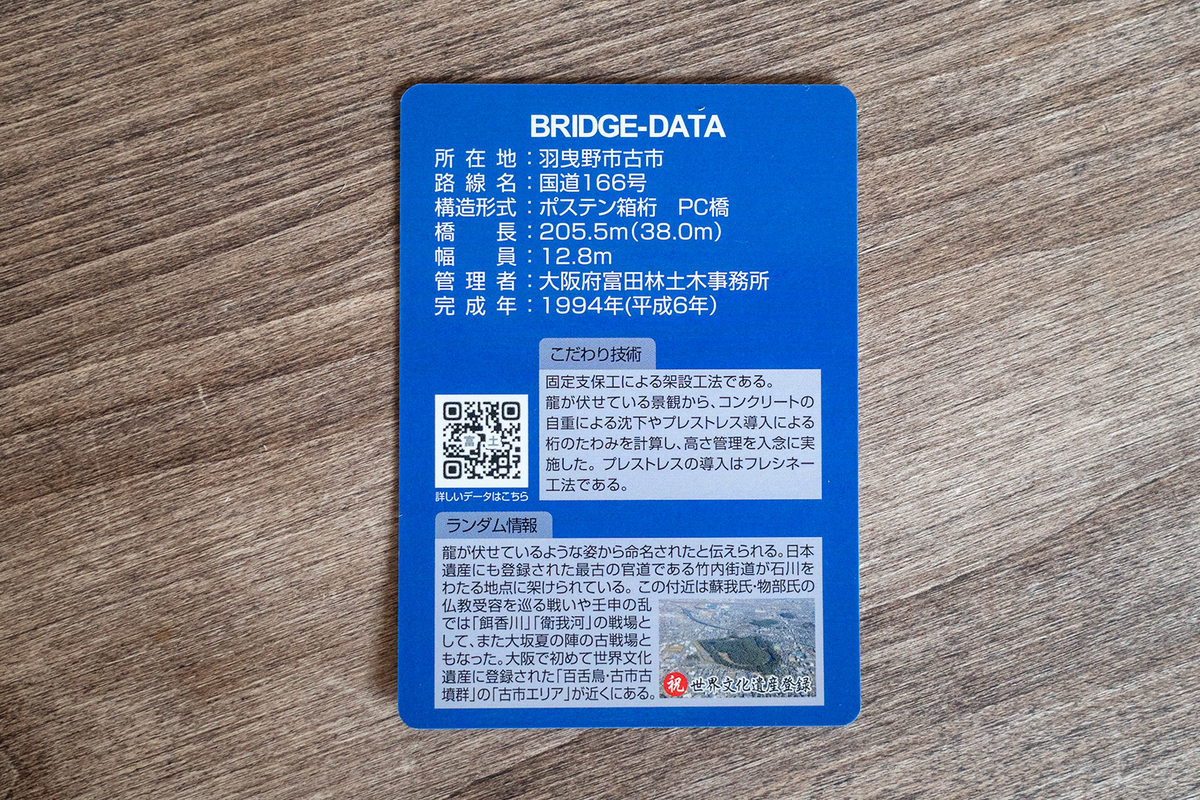 BRIDGE-DATA
所在地：羽曳野市古市
路線名：国道166号
構造形式：ポステン箱桁　PC橋
橋長：205.5m(38.0m)
幅員：12.8m
管理者：大阪府富田林土木事務所
完成年：1994年(平成6年)
こだわり技術
固定支保工による架設工法である。
龍が伏せている景観から、コンクリートの
自重による沈下やプレストレス導入による
桁のたわみを計算し、高さ管理を入念に実
施した。プレストレスの導入はフレシネー
工法である。
富土
詳しいデータはこちら
ランダム情報
龍が伏せているような姿から命名されたと伝えられる。日本
遺産にも登録された最古の官道である竹内街道が石川を
わたる地点に架けられている。この付近は蘇我氏・物部氏の
仏教受容を巡る戦いや壬申の乱
では「餌香川」「衛我河」の戦場と
して、また大坂夏の陣の古戦場と
もなった。大阪で初めて世界文化
遺産に登録された「百舌鳥・古市古
墳群」の「古市エリア」が近くにある。
祝 世界文化遺産登録